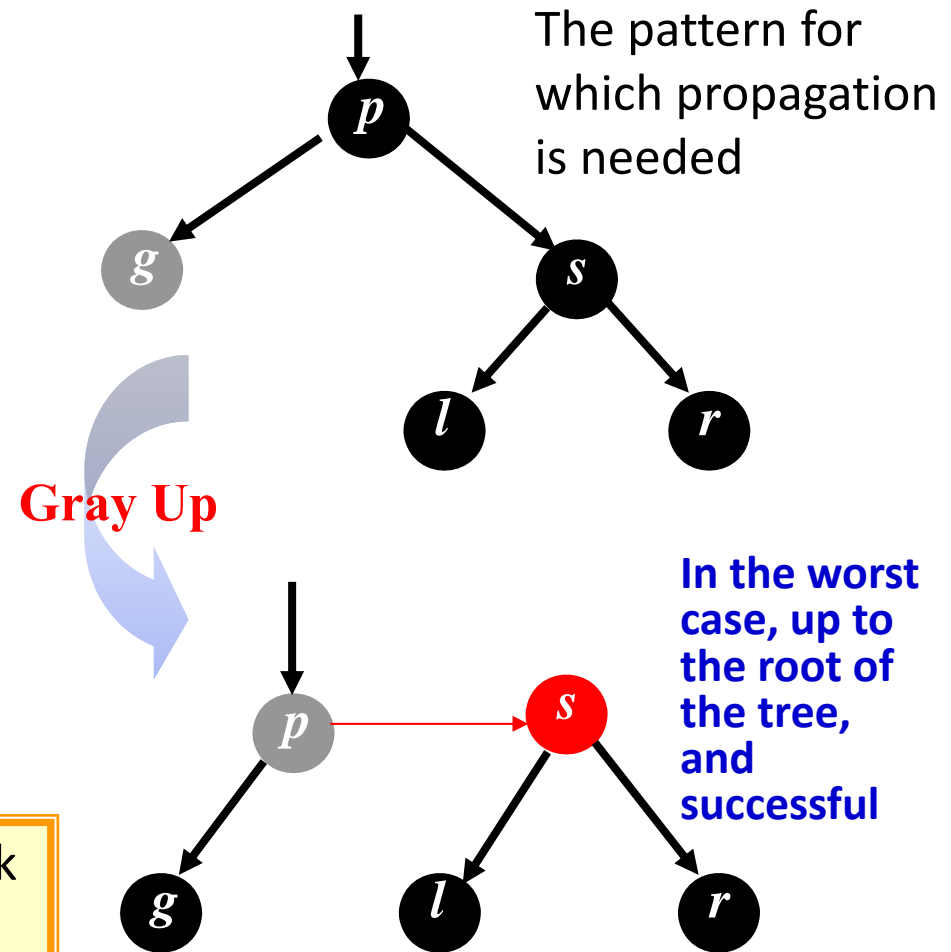 The pattern for
which propagation
is needed
p
g
s
l
r
Gray Up
In the worst
case, up to
the root of
the tree,
and
successful
p
s
g
l
r